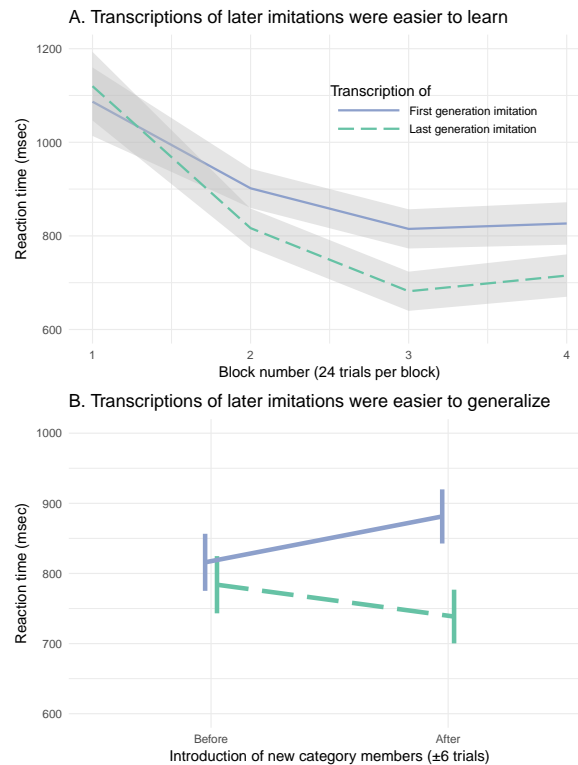 A. Transcriptions of later imitations were easier to learn
1200
1000
800
600
Reaction time (msec)
Transcription of
First generation imitation
Last generation imitation
1 2 3 4
Block number (24 trials per block)
B. Transcriptions of later imitations were easier to generalize
1000
900
800
700
600
Reaction time (msec)
Before After
Introduction of new category members (±6 trials)